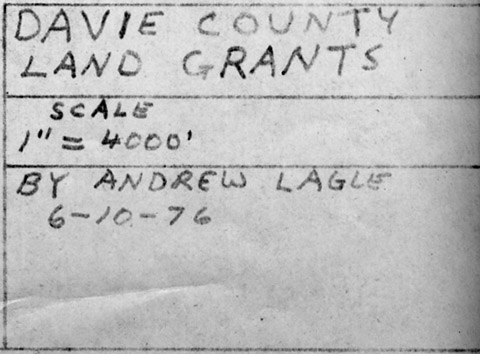 DAVIE COUNTY
LAND GRANTS
SCALE
1" = 4000'
BY ANDREW LAGLE
6-10-76